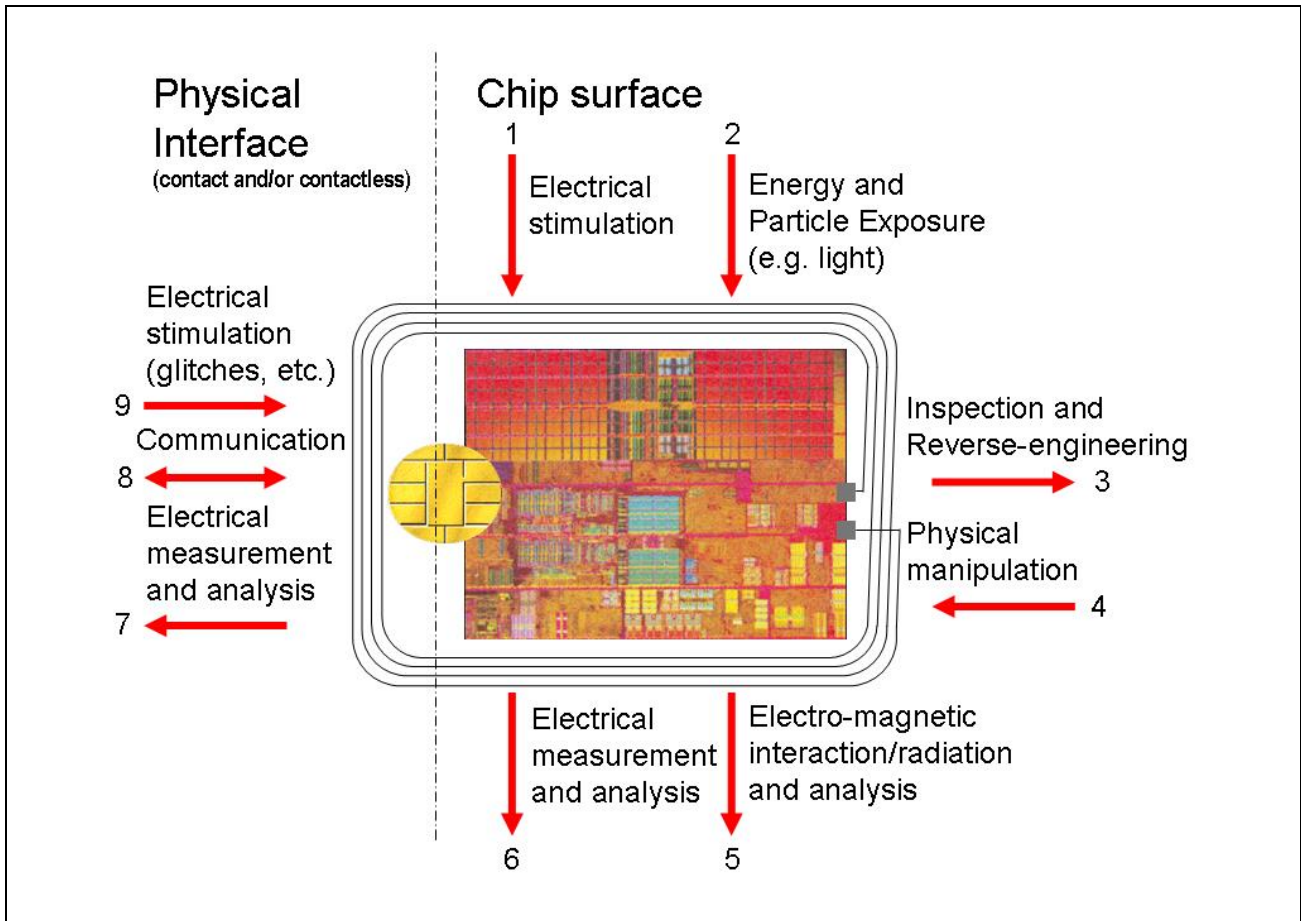 Physical
Interface
(contact and/or contactless)
Chip surface
1
2
Electrical
stimulation
Energy and
Particle Exposure
(e.g. light)
Electrical
stimulation
(glitches, etc.)
9
Communication
8
Electrical
measurement
and analysis
7
Inspection and
Reverse-engineering
3
Physical
manipulation
4
Electrical
measurement
and analysis
6
Electro-magnetic
interaction/radiation
and analysis
5